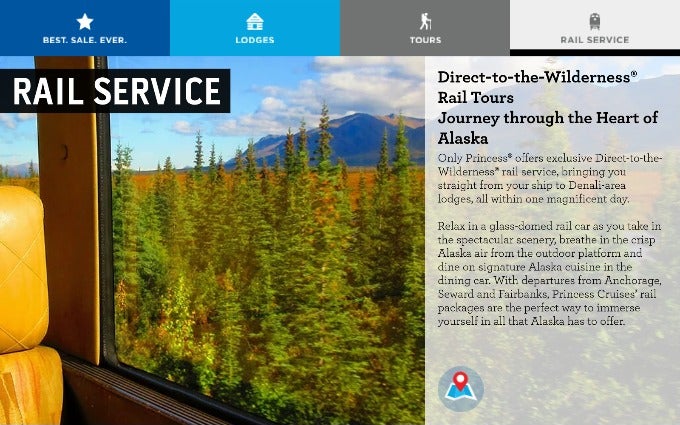 BEST. SALE. EVER.
LODGES
TOURS
RAIL SERVICE
RAIL SERVICE
Direct-to-the-Wilderness®
Rail Tours
Journey through the Heart of
Alaska
Only Princess® offers exclusive Direct-to-the-
Wilderness® rail service, bringing you
straight from your ship to Denali-area
lodges, all within one magnificent day.
Relax in a glass-domed rail car as you take in
the spectacular scenery, breathe in the crisp
Alaska air from the outdoor platform and
dine on signature Alaska cuisine in the
dining car. With departures from Anchorage,
Seward and Fairbanks, Princess Cruises' rail
packages are the perfect way to immerse
yourself in all that Alaska has to offer.